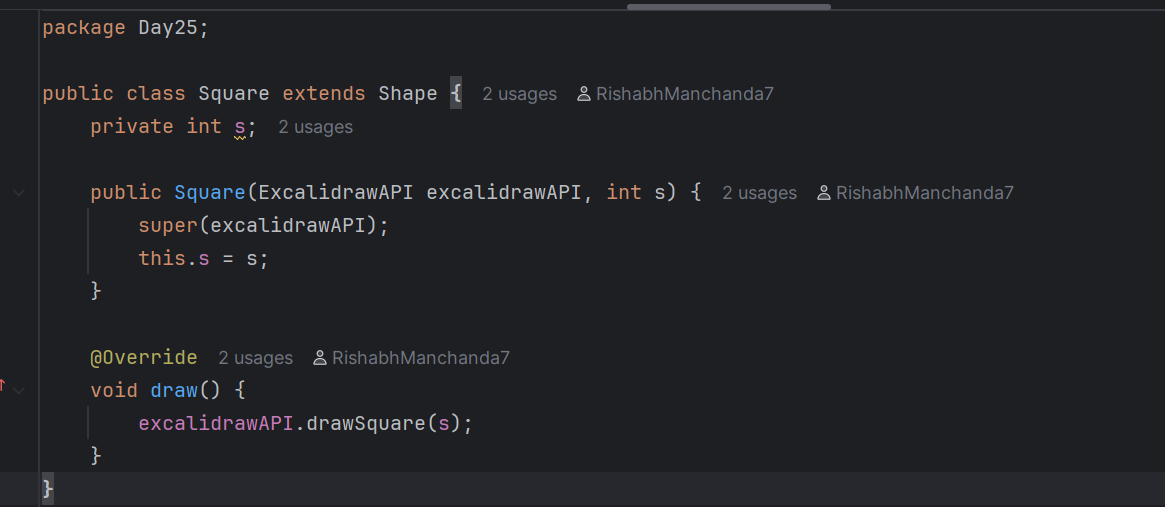 package Day25;
public class Square extends Shape { 2 usages RishabhManchanda7
private int s; 2 usages
public Square(ExcalidrawAPI excalidrawAPI, int s) { 2 usages RishabhManchanda7
super(excalidrawAPI);
this.s = s;
}
@Override 2 usages RishabhManchanda7
void draw() {
excalidrawAPI.drawSquare(s);
}
}